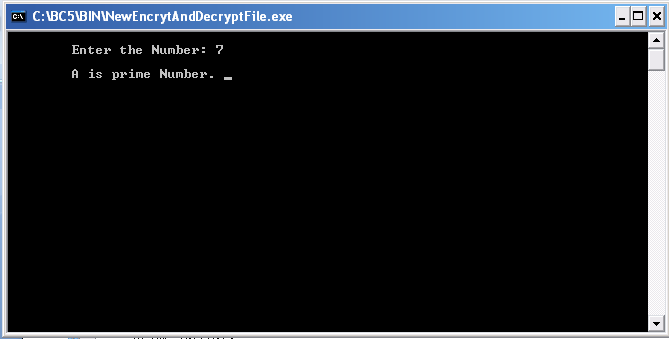 C:\BC5\BIN\NewEncrytAndDecryptFile.exe
Enter the Number: 7
A is prime Number.